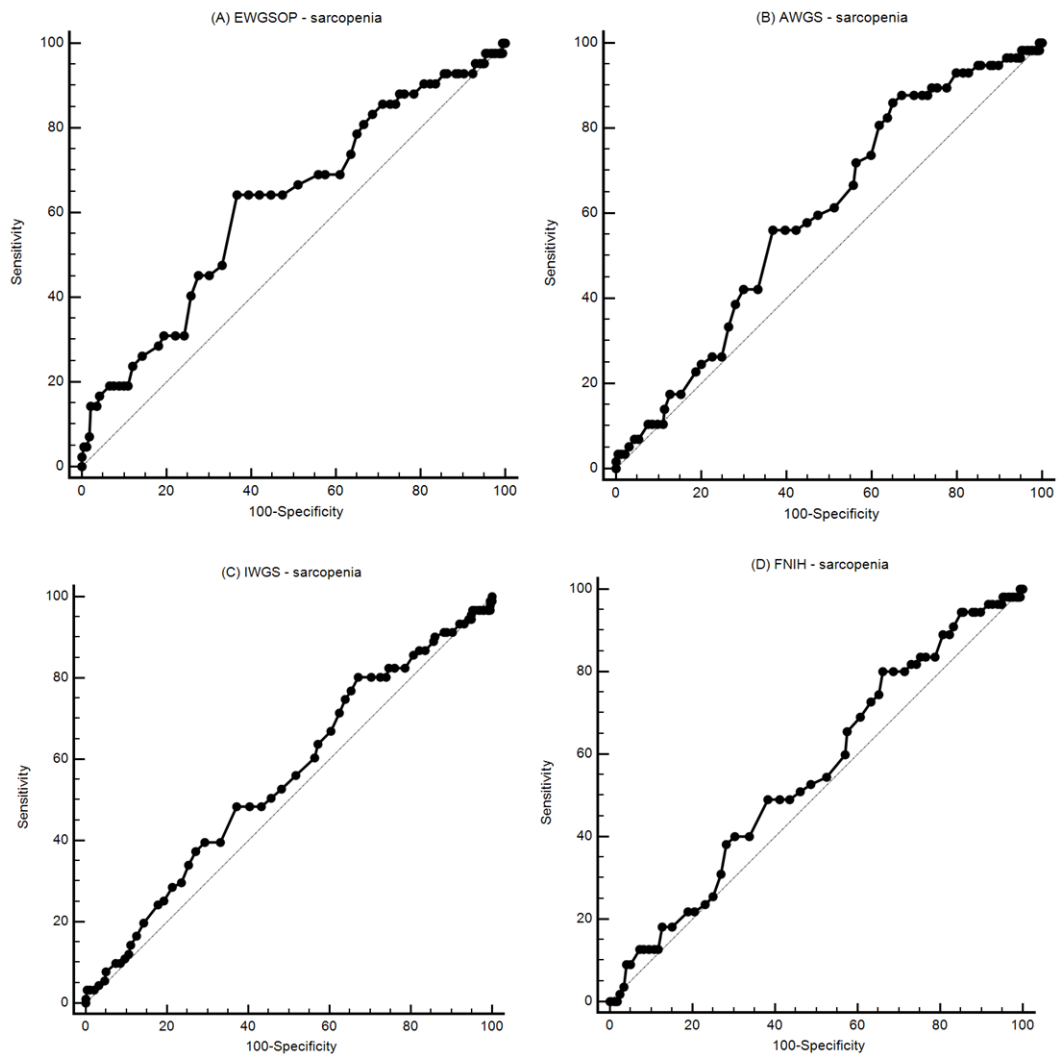 (A) EWGSOP - sarcopenia
100
80
60
40
20
0
Sensitivity
0 20 40 60 80 100
100-Specificity
(B) AWGS - sarcopenia
100
80
60
40
20
0
Sensitivity
0 20 40 60 80 100
100-Specificity
(C) IWGS - sarcopenia
100
80
60
40
20
0
Sensitivity
0 20 40 60 80 100
100-Specificity
(D) FNIH - sarcopenia
100
80
60
40
20
0
Sensitivity
0 20 40 60 80 100
100-Specificity